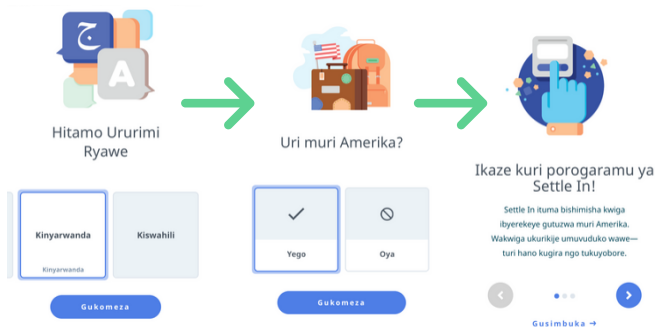 ج
A
Hitamo Ururimi
Ryawe
Kinyarwanda
Kinyarwanda
Kiswahili
Gukomeza
Uri muri Amerika?
Yego
Oya
Gukomeza
Ikaze kuri porogaramu ya
Settle In!
Settle In ituma bishimisha kwiga
ibyerekeye gutuzwa muri Amerika.
Wakwiga ukurikije umuvuduko wawe—
turi hano kugira ngo tukuyobore.
Gusimbuka →